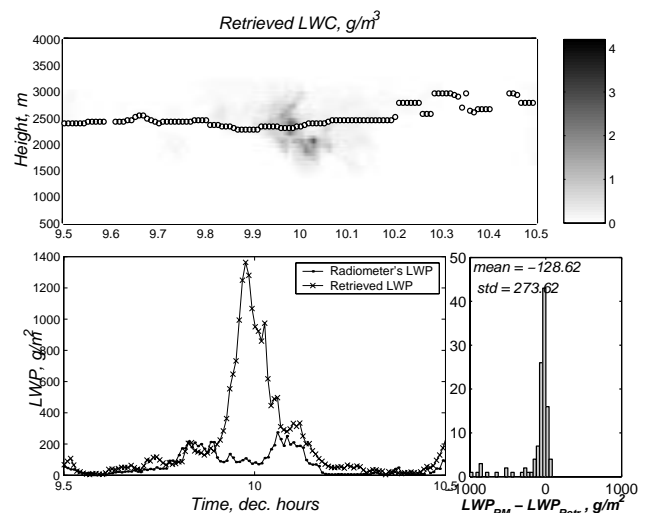 Retrieved LWC, g/m³
4000
3500
3000
2500
2000
1500
1000
500
Height, m
9.5 9.6 9.7 9.8 9.9 10 10.1 10.2 10.3 10.4 10.5
4
3
2
1
0
1400
1200
1000
800
600
400
200
0
LWP, g/m²
Radiometer's LWP
Retrieved LWP
9.5 10 10.5
Time, dec. hours
mean = −128.62
std = 273.62
50
40
30
20
10
0
−1000 0 1000
LWP_RM − LWP_Retr, g/m²